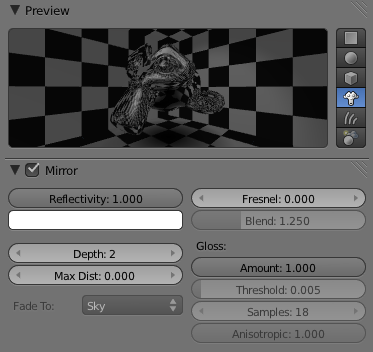 Preview
Mirror
Reflectivity: 1.000
Fresnel: 0.000
Blend: 1.250
Depth: 2
Gloss:
Max Dist: 0.000
Amount: 1.000
Threshold: 0.005
Fade To:
Sky
Samples: 18
Anisotropic: 1.000